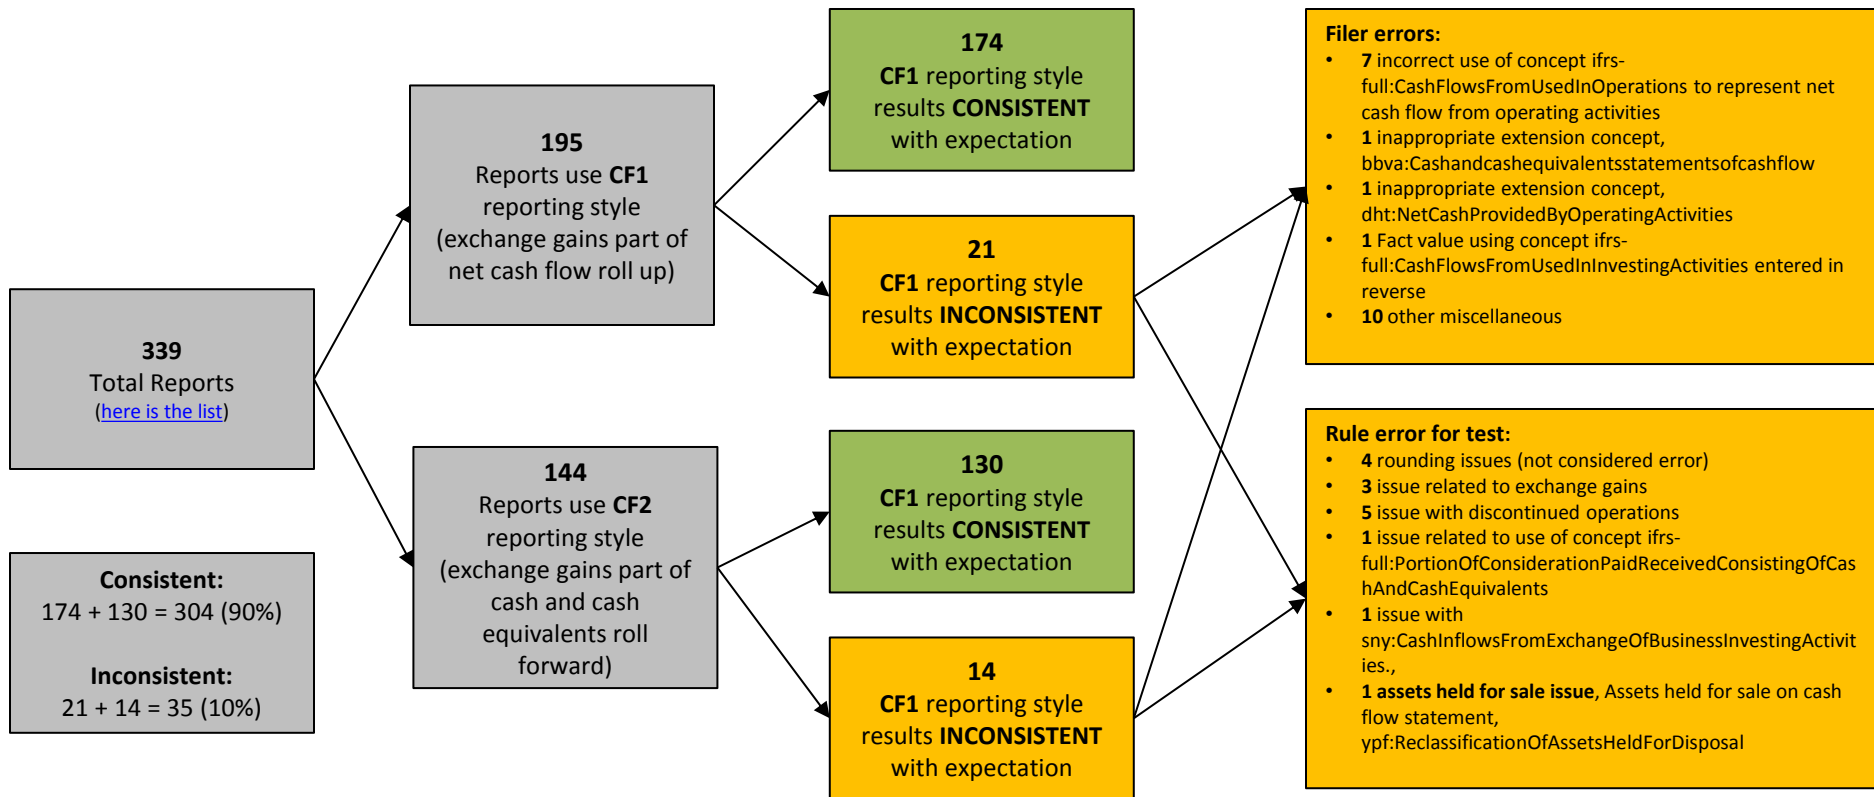 339
Total Reports
(here is the list)
Consistent:
174 + 130 = 304 (90%)
Inconsistent:
21 + 14 = 35 (10%)
195
Reports use CF1
reporting style
(exchange gains part of
net cash flow roll up)
144
Reports use CF2
reporting style
(exchange gains part of
cash and cash
equivalents roll
forward)
174
CF1 reporting style
results CONSISTENT
with expectation
21
CF1 reporting style
results INCONSISTENT
with expectation
130
CF1 reporting style
results CONSISTENT
with expectation
14
CF1 reporting style
results INCONSISTENT
with expectation
Filer errors:
• 7 incorrect use of concept ifrs-
full:CashFlowsFromUsedInOperations to represent net
cash flow from operating activities
• 1 inappropriate extension concept,
bbva:Cashandcashequivalentsstatementsofcashflow
• 1 inappropriate extension concept,
dht:NetCashProvidedByOperatingActivities
• 1 Fact value using concept ifrs-
full:CashFlowsFromUsedInInvestingActivities entered in
reverse
• 10 other miscellaneous
Rule error for test:
• 4 rounding issues (not considered error)
• 3 issue related to exchange gains
• 5 issue with discontinued operations
• 1 issue related to use of concept ifrs-
full:PortionOfConsiderationPaidReceivedConsistingOfCas
hAndCashEquivalents
• 1 issue with
sny:CashInflowsFromExchangeOfBusinessInvestingActivit
ies.,
• 1 assets held for sale issue, Assets held for sale on cash
flow statement,
ypf:ReclassificationOfAssetsHeldForDisposal